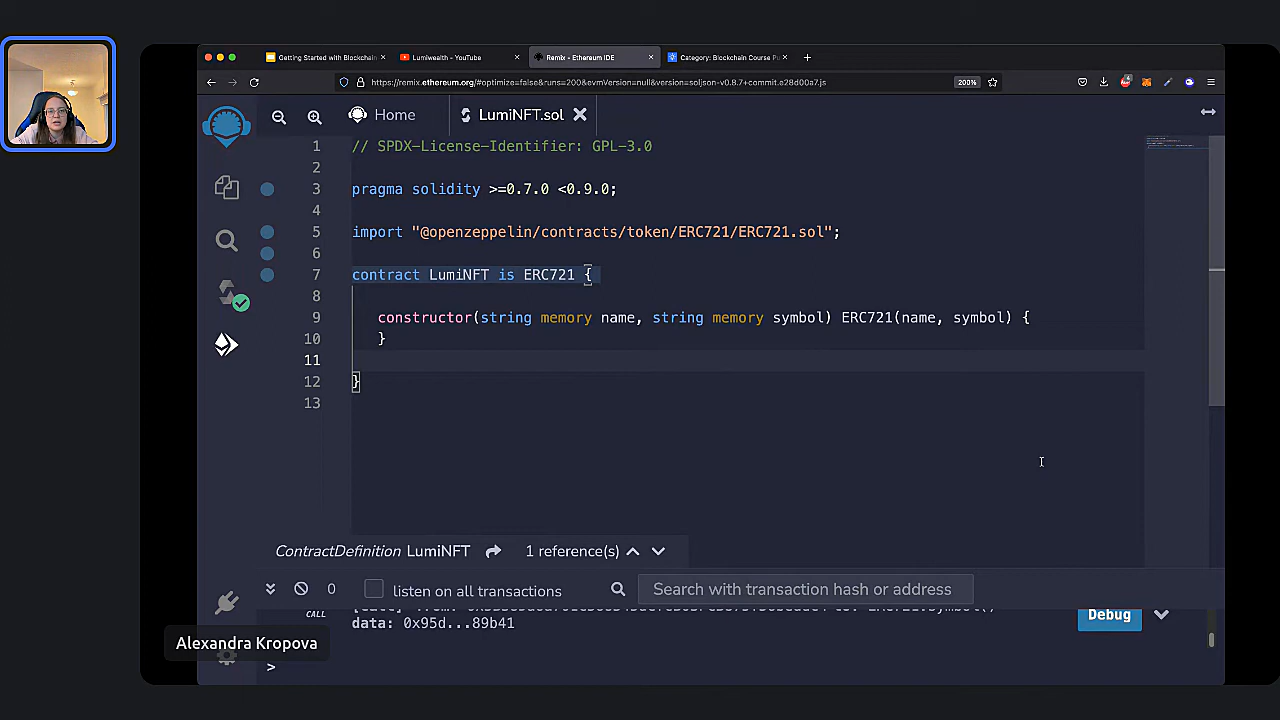 Getting Started with Blockchain
Lumiwealth - YouTube
Remix - Ethereum IDE
Category: Blockchain Course Pu
https://remix.ethereum.org/#optimize=false&runs=200&evmVersion=null&version=soljson-v0.8.7+commit.e28d00a7.js
200%
Home
LumiNFT.sol
1 // SPDX-License-Identifier: GPL-3.0
2
3 pragma solidity >=0.7.0 <0.9.0;
4
5 import "@openzeppelin/contracts/token/ERC721/ERC721.sol";
6
7 contract LumiNFT is ERC721 {
8
9 constructor(string memory name, string memory symbol) ERC721(name, symbol) {
10 }
11
12 }
13
ContractDefinition LumiNFT 1 reference(s)
0 listen on all transactions Search with transaction hash or address
CALL
data: 0x95d...89b41
Debug
Alexandra Kropova
>